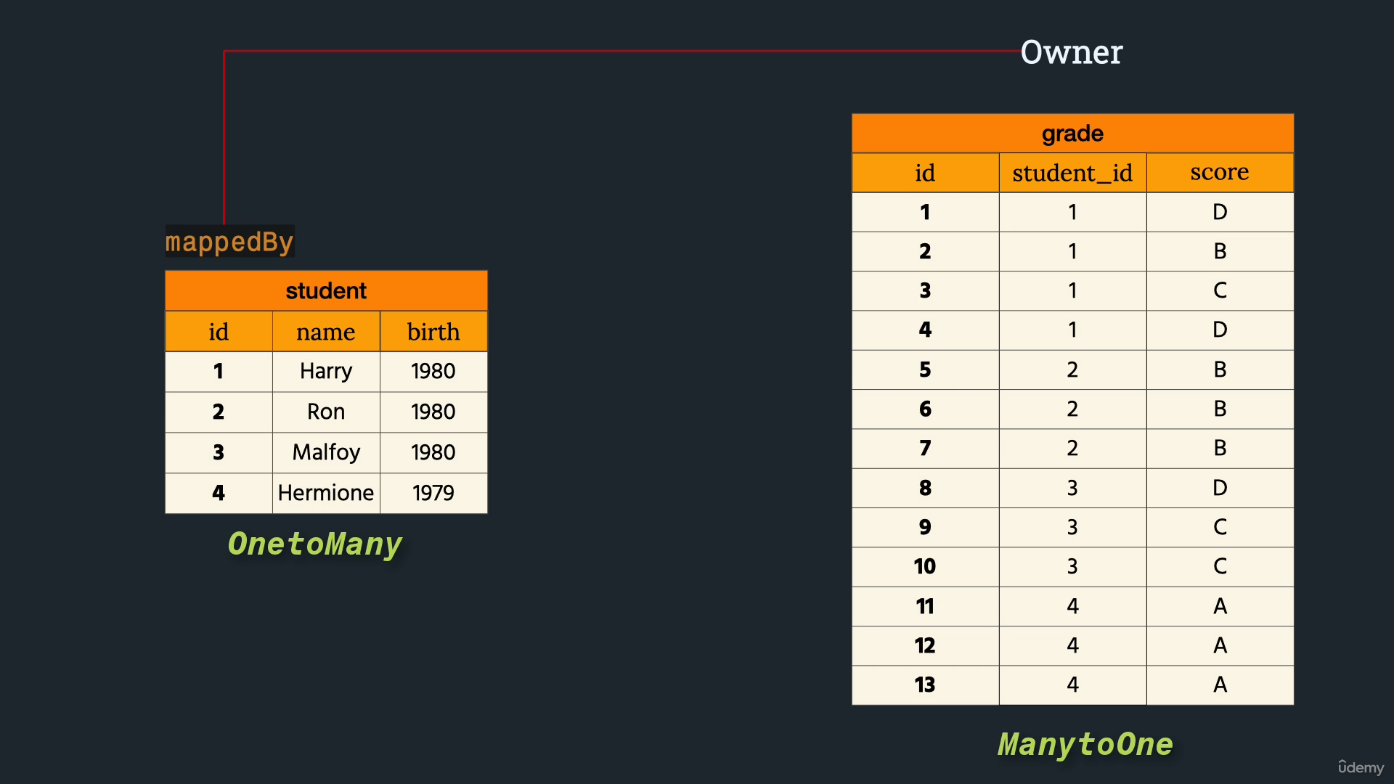 Owner
mappedBy
student
id name birth
1 Harry 1980
2 Ron 1980
3 Malfoy 1980
4 Hermione 1979
OnetoMany
grade
id student_id score
1 1 D
2 1 B
3 1 C
4 1 D
5 2 B
6 2 B
7 2 B
8 3 D
9 3 C
10 3 C
11 4 A
12 4 A
13 4 A
ManytoOne
ûdemy